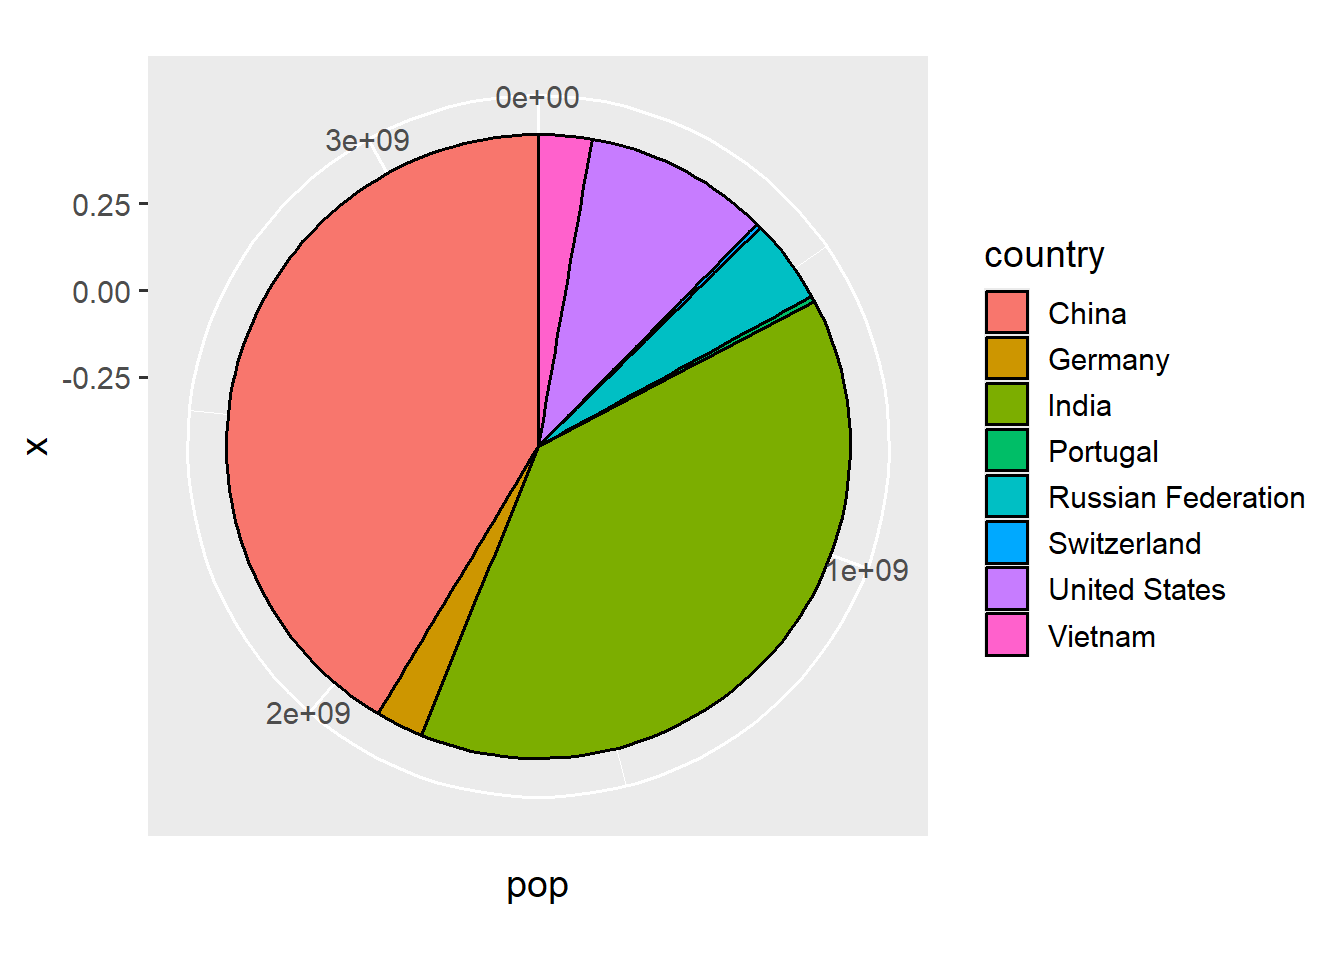 0e+00
3e+09
0.25
0.00
-0.25
x
1e+09
2e+09
pop
country
China
Germany
India
Portugal
Russian Federation
Switzerland
United States
Vietnam